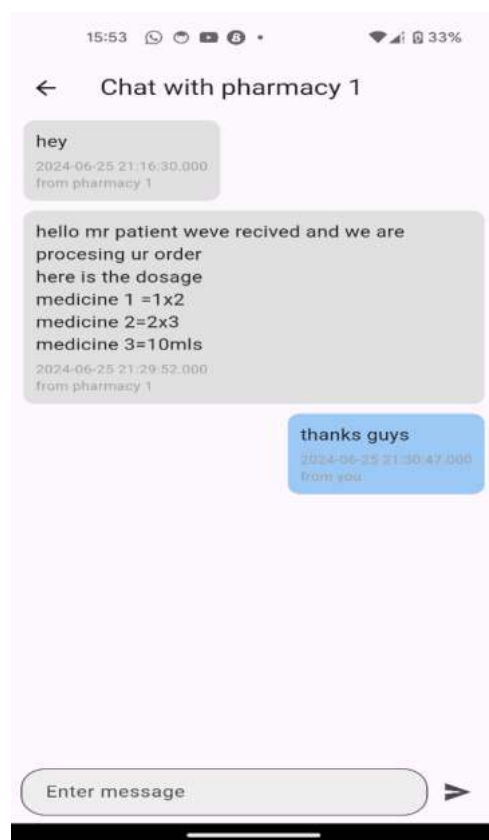 15:53 33%
Chat with pharmacy 1
hey
2024-06-25 21:16:30.000
from pharmacy 1
hello mr patient weve recived and we are
procesing ur order
here is the dosage
medicine 1 =1x2
medicine 2=2x3
medicine 3=10mls
2024-06-25 21:29:52.000
from pharmacy 1
thanks guys
2024-06-25 21:30:47.000
from you
Enter message